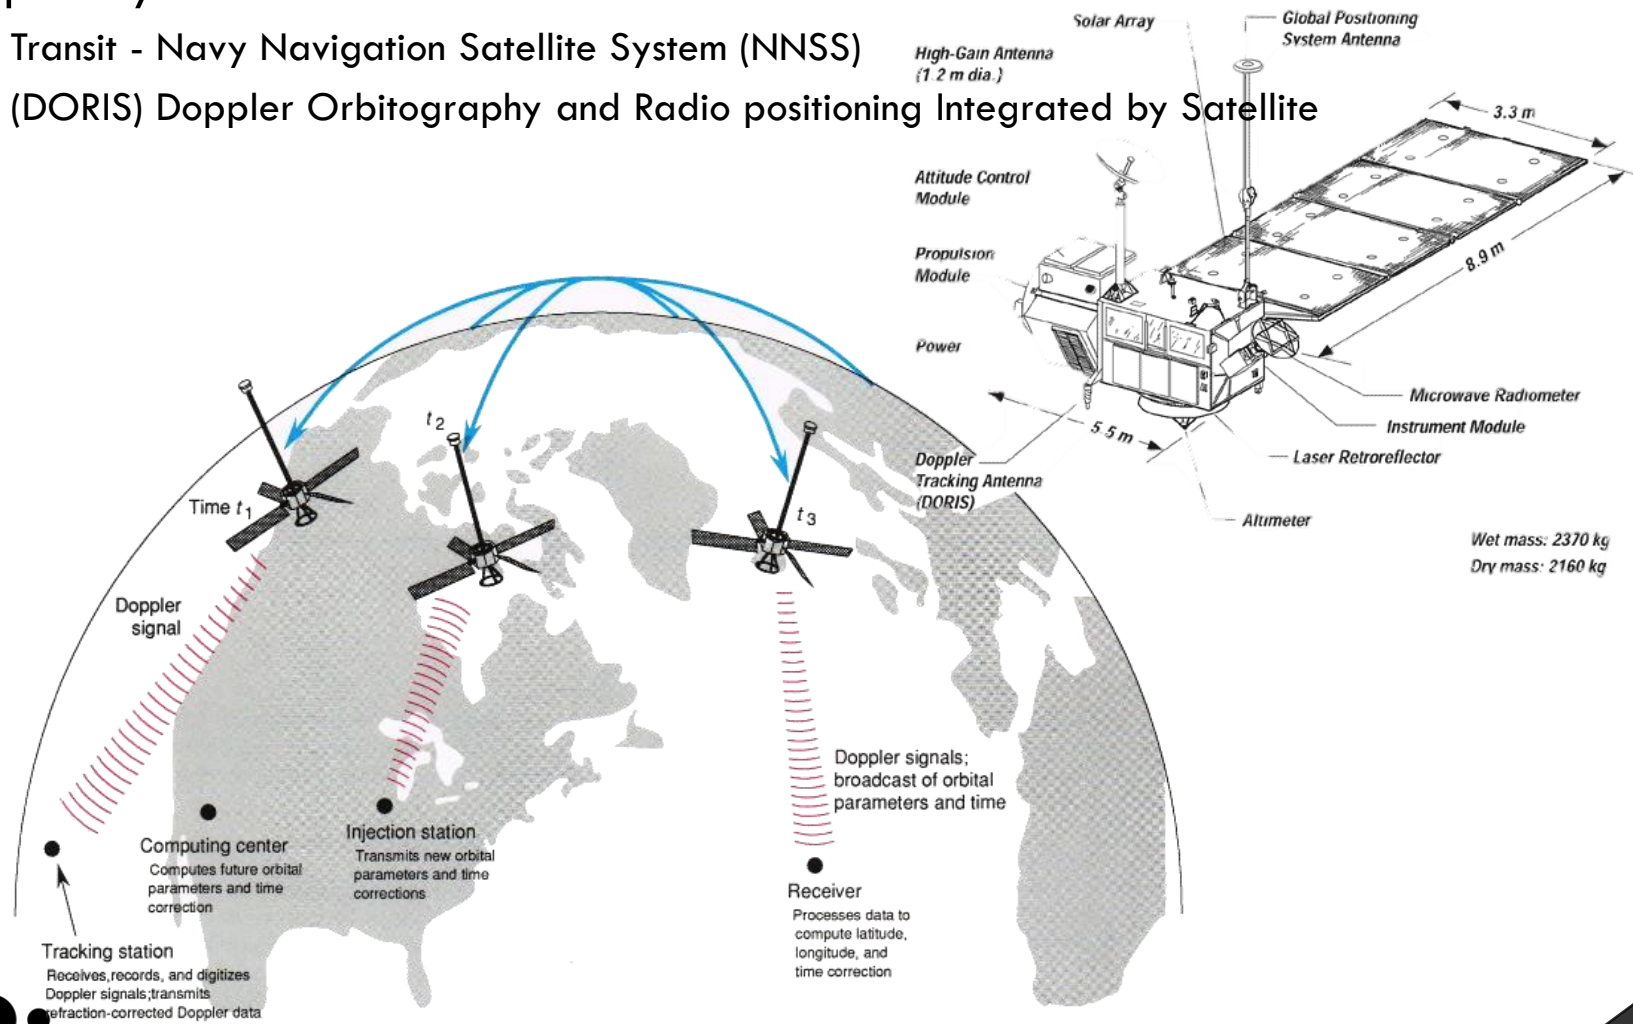 Transit - Navy Navigation Satellite System (NNSS)
(DORIS) Doppler Orbitography and Radio positioning Integrated by Satellite
Solar Array
Global Positioning
System Antenna
High-Gain Antenna
(1.2 m dia.)
3.3 m
Attitude Control
Module
Propulsion
Module
8.9 m
Power
Microwave Radiometer
Instrument Module
5.5 m
Laser Retroreflector
Doppler
Tracking Antenna
(DORIS)
Altimeter
Wet mass: 2370 kg
Dry mass: 2160 kg
t2
Time t1
t3
Doppler
signal
Doppler signals;
broadcast of orbital
parameters and time
Computing center
Computes future orbital
parameters and time
correction
Injection station
Transmits new orbital
parameters and time
corrections
Receiver
Processes data to
compute latitude,
longitude, and
time correction
Tracking station
Receives,records, and digitizes
Doppler signals;transmits
refraction-corrected Doppler data